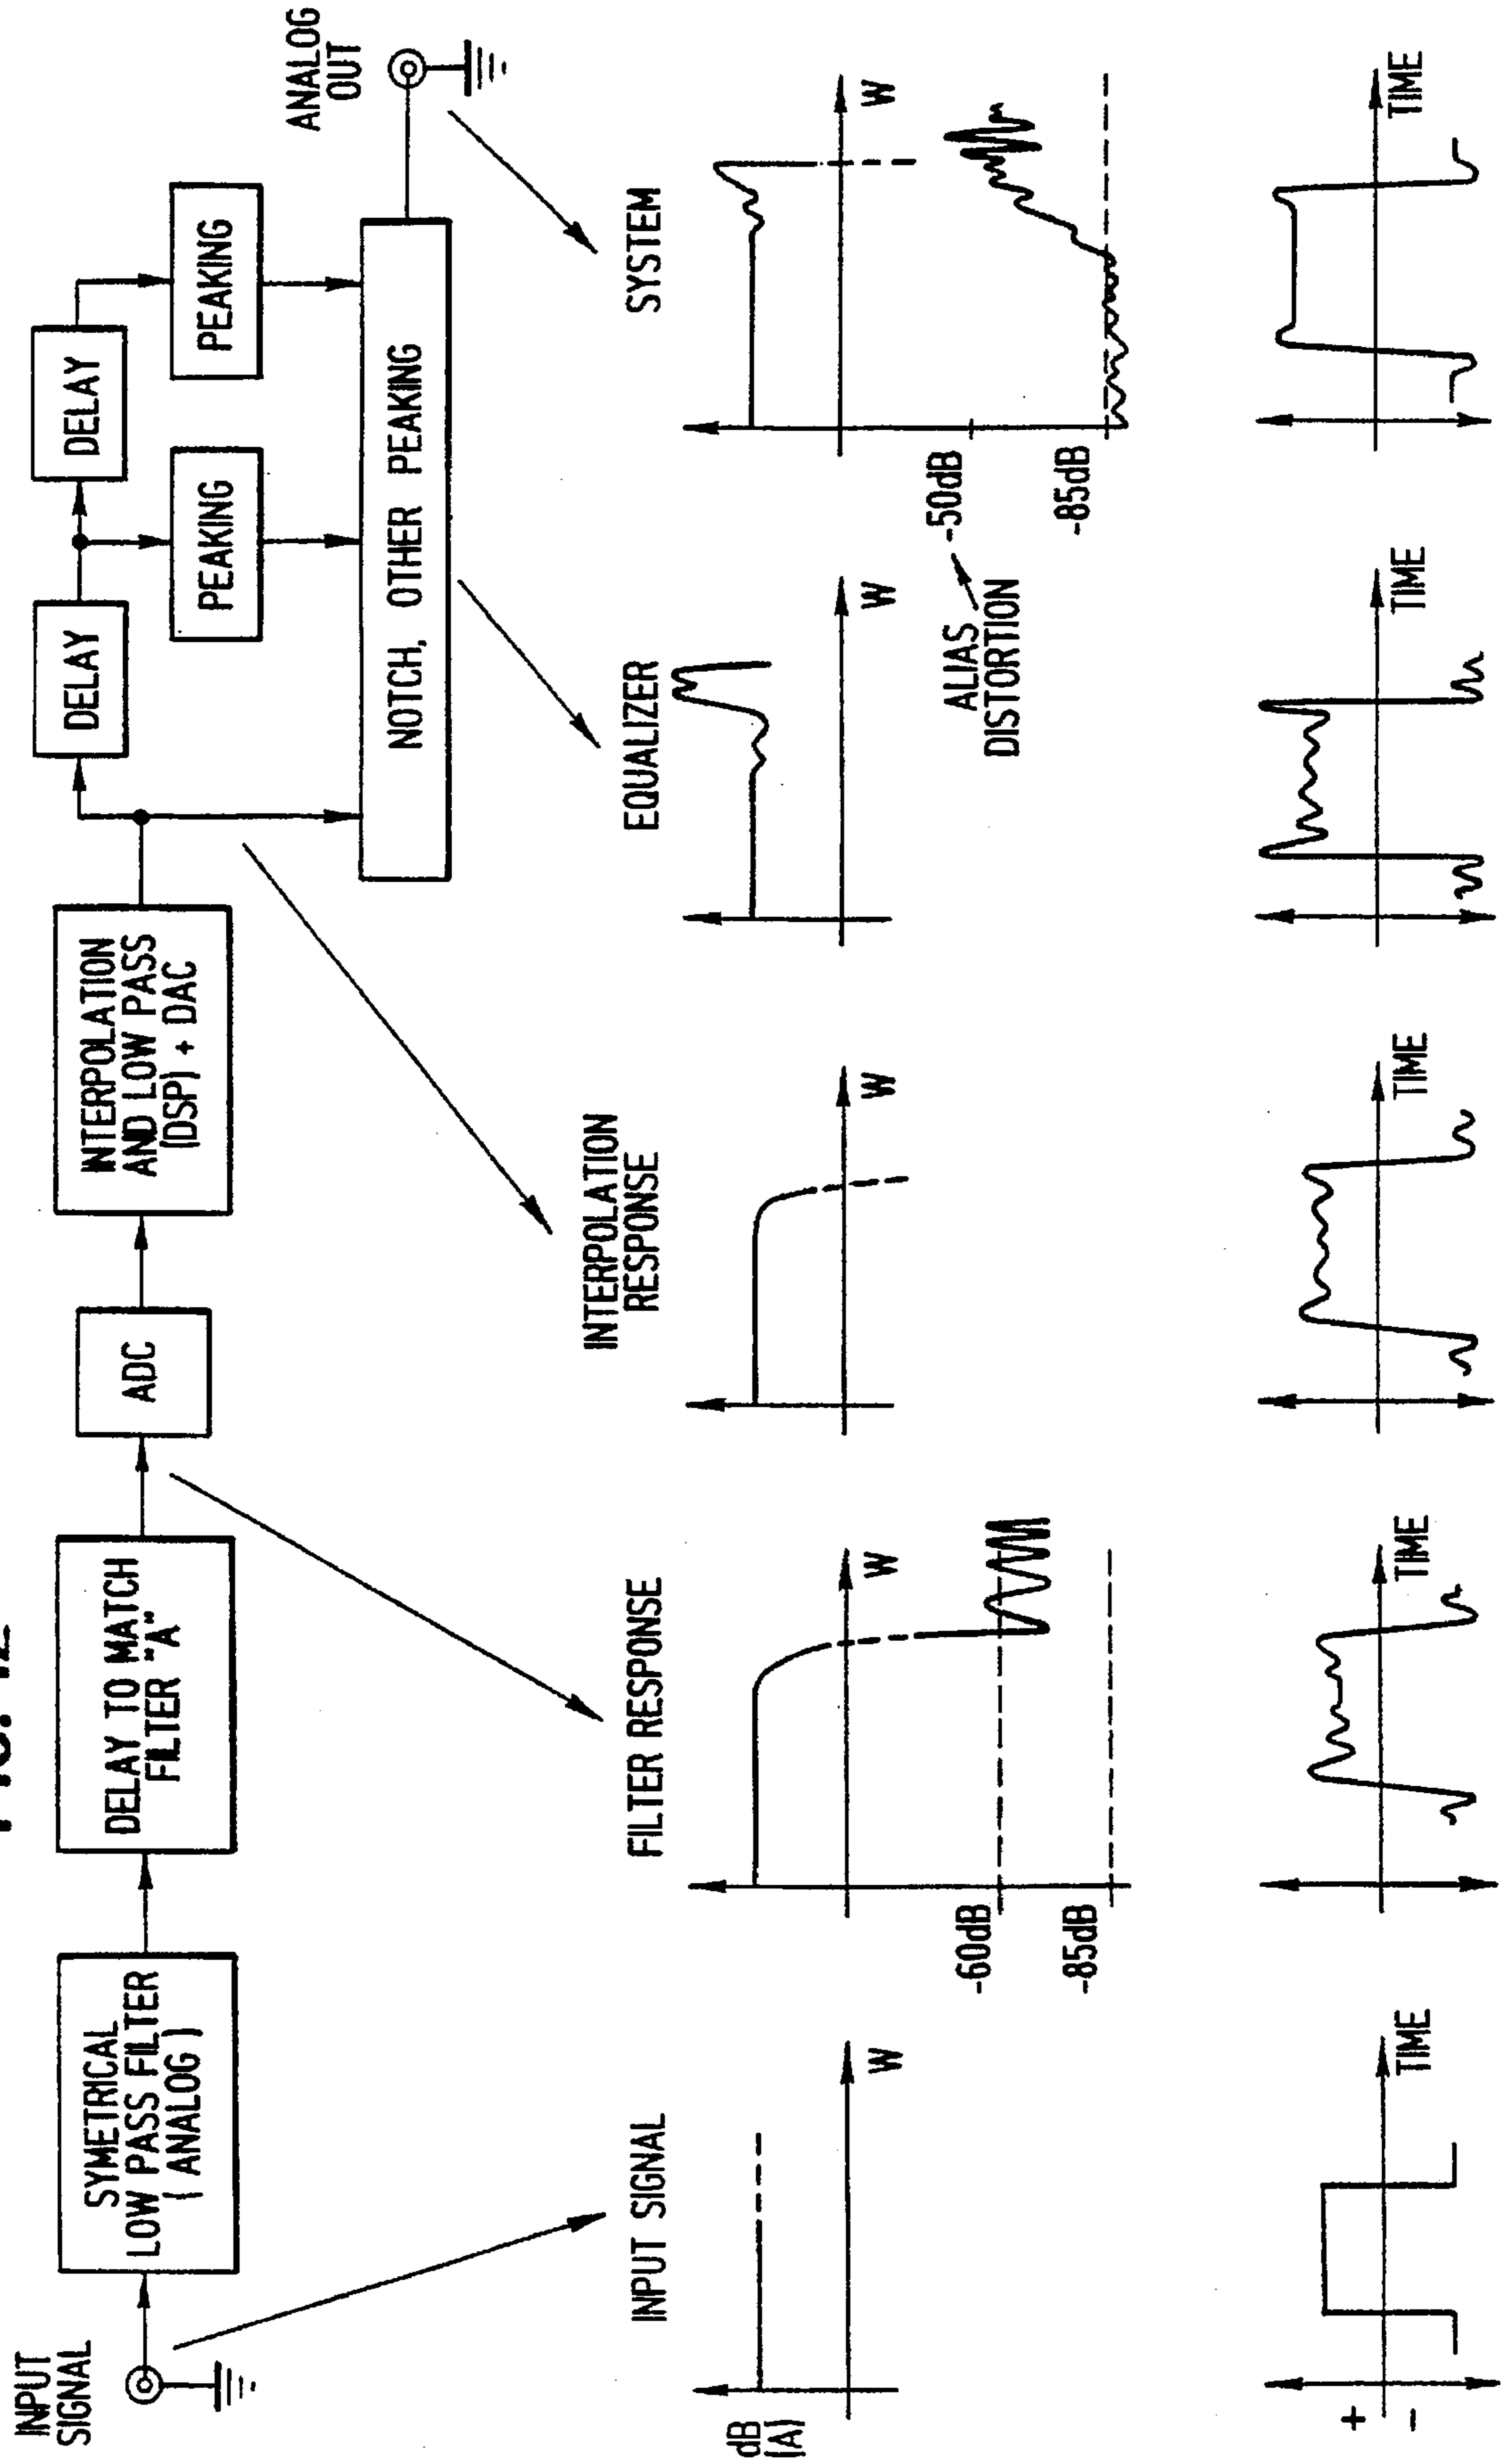 INPUT
SIGNAL
SYMETRICAL
LOW PASS FILTER
( ANALOG )
DELAY TO MATCH
FILTER "A"
ADC
INTERPOLATION
AND LOW PASS
(DSP) + DAC
DELAY
DELAY
PEAKING
PEAKING
NOTCH, OTHER PEAKING
ANALOG
OUT
INPUT SIGNAL
dB
(A)
W
FILTER RESPONSE
W
-60dB
-85dB
INTERPOLATION
RESPONSE
W
EQUALIZER
W
SYSTEM
W
ALIAS
DISTORTION
-50dB
-85dB
+
-
TIME
TIME
TIME
TIME
TIME